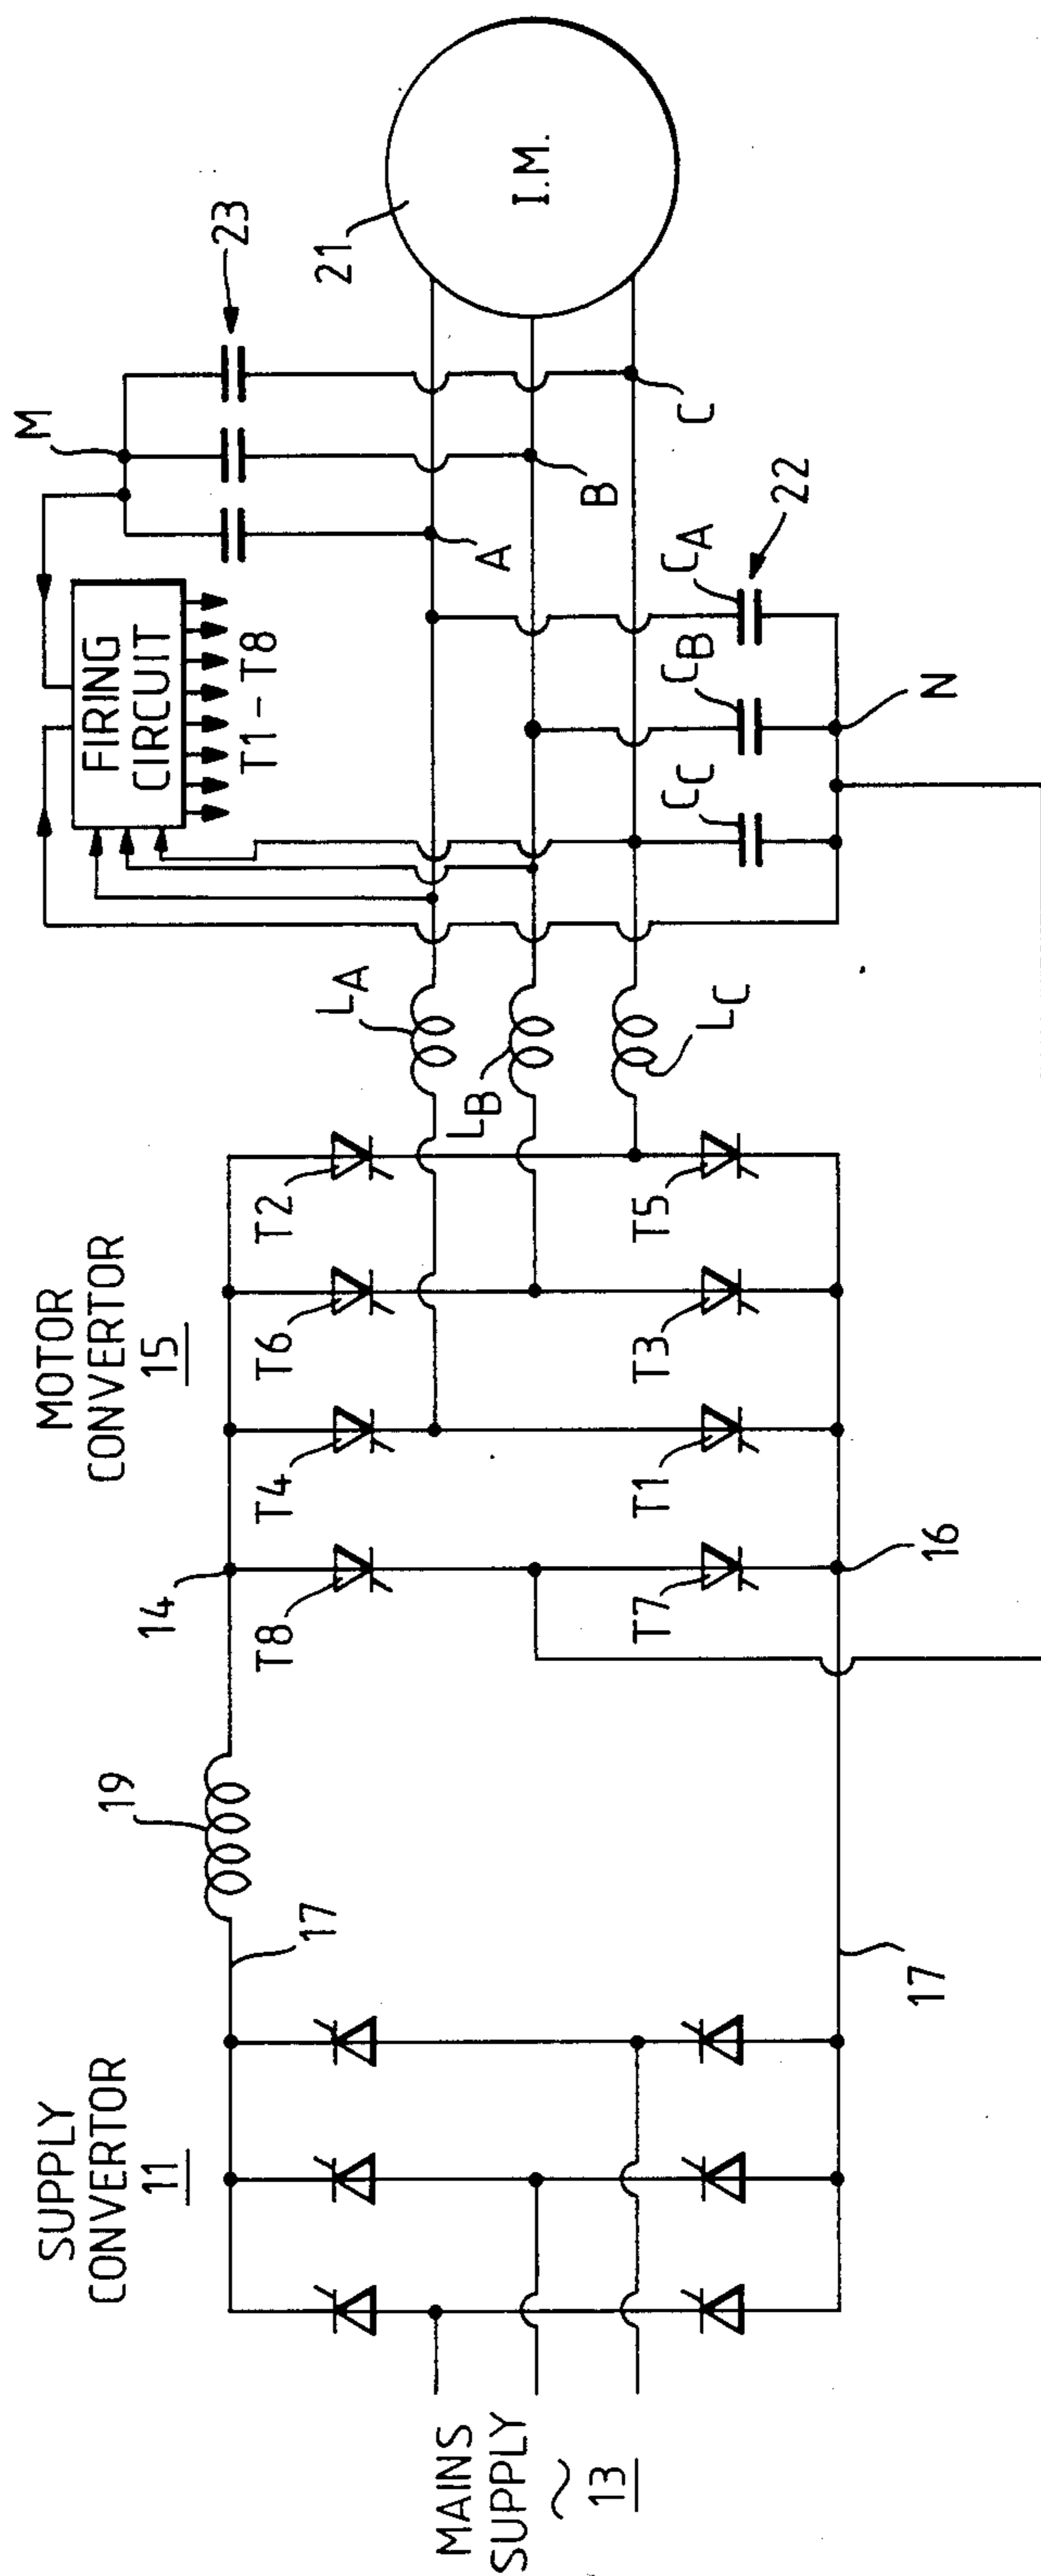 SUPPLY
CONVERTOR
11
MOTOR
CONVERTOR
15
M
23
FIRING
CIRCUIT
T1 - T8
19
14
17
T8
T4
T6
T2
LA
LB
LC
A
B
C
21
I.M.
MAINS
SUPPLY
~
13
T7
T1
T3
T5
CC
CB
CA
22
17
16
N